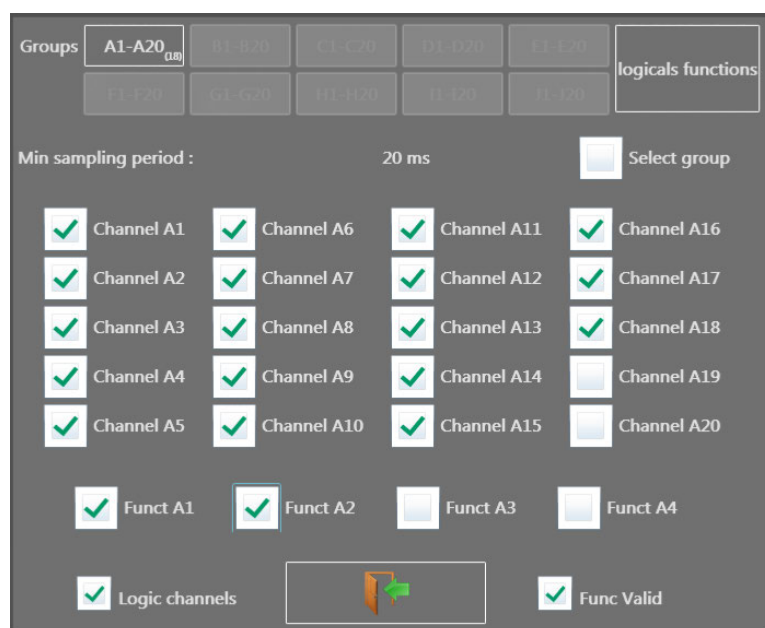 Groups A1-A20 (18) B1-B20 C1-C20 D1-D20 E1-E20
logicals functions
F1-F20 G1-G20 H1-H20 I1-I20 J1-J20
Min sampling period : 20 ms Select group
Channel A1 Channel A6 Channel A11 Channel A16
Channel A2 Channel A7 Channel A12 Channel A17
Channel A3 Channel A8 Channel A13 Channel A18
Channel A4 Channel A9 Channel A14 Channel A19
Channel A5 Channel A10 Channel A15 Channel A20
Funct A1 Funct A2 Funct A3 Funct A4
Logic channels Func Valid